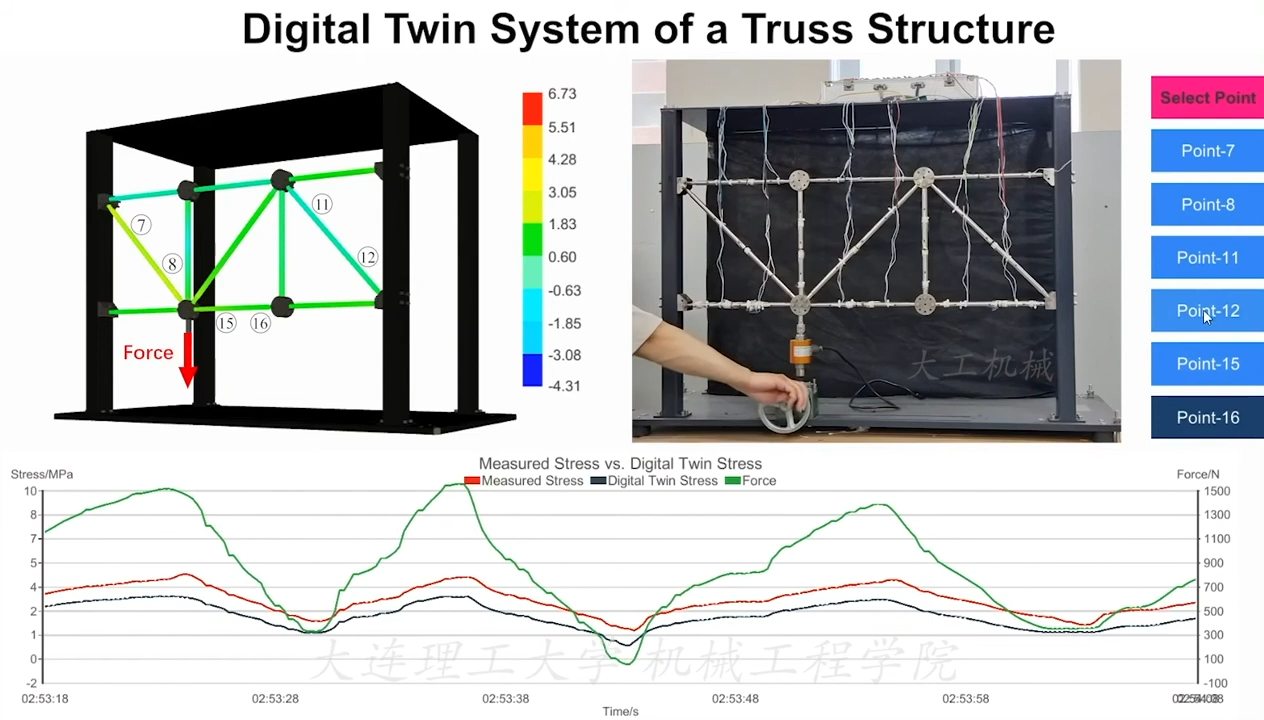 Digital Twin System of a Truss Structure
6.73
5.51
4.28
3.05
1.83
0.60
-0.63
-1.85
-3.08
-4.31
7
8
11
12
15
16
Force
大工机械
Select Point
Point-7
Point-8
Point-11
Point-12
Point-15
Point-16
Measured Stress vs. Digital Twin Stress
Stress/MPa
Measured Stress
Digital Twin Stress
Force
Force/N
10
8
7
5
4
2
1
0
-2
1500
1300
1100
900
700
500
300
100
-100
大连理工大学 机械工程学院
02:53:18
02:53:28
02:53:38
02:53:48
02:53:58
Time/s